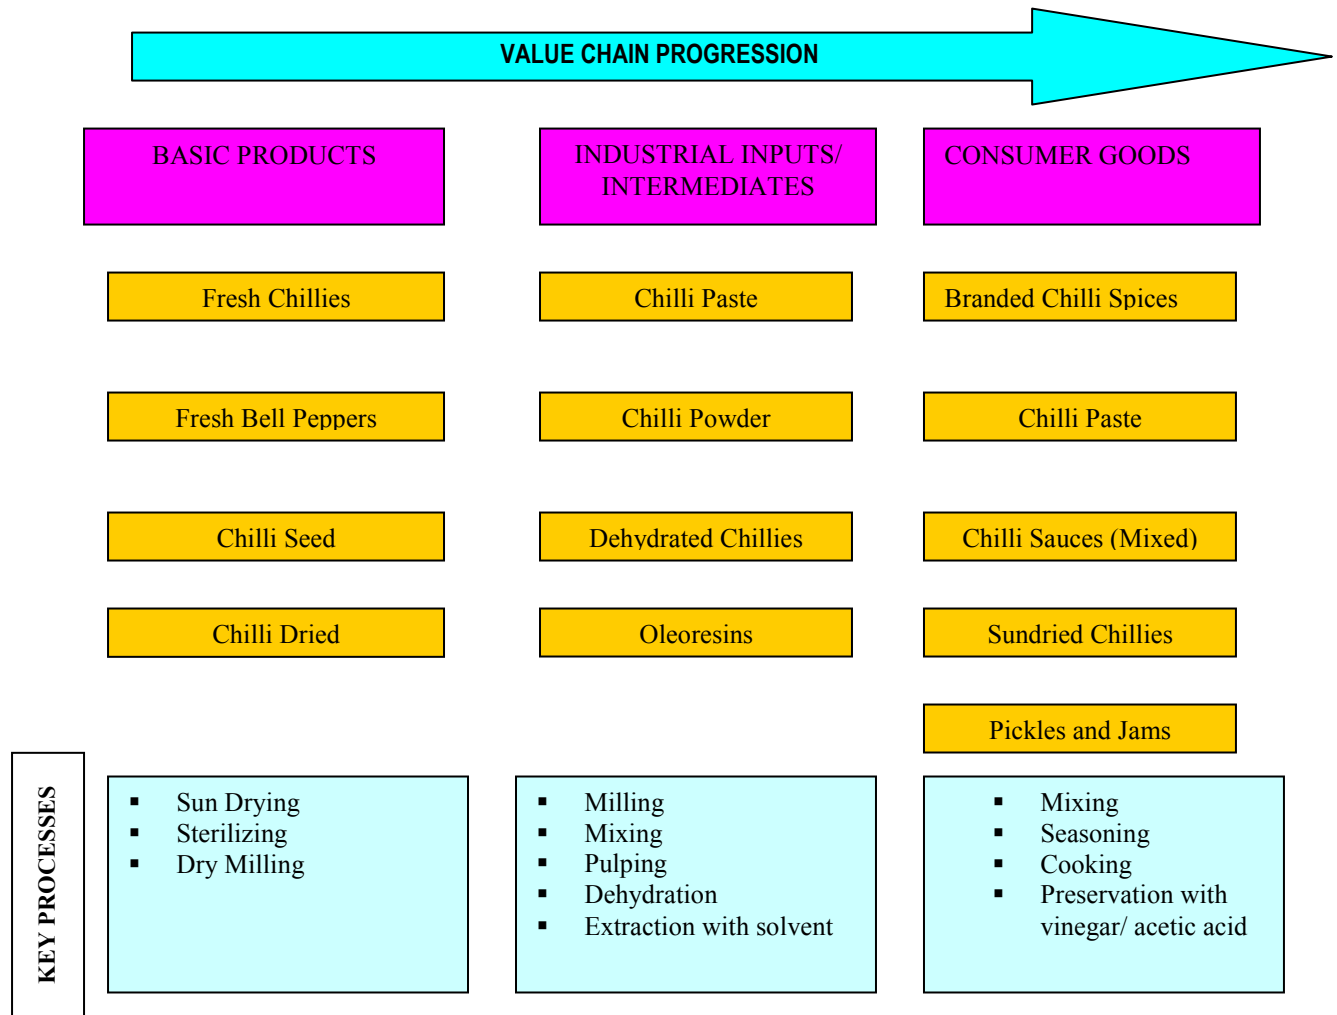 VALUE CHAIN PROGRESSION
BASIC PRODUCTS
INDUSTRIAL INPUTS/
INTERMEDIATES
CONSUMER GOODS
Fresh Chillies
Chilli Paste
Branded Chilli Spices
Fresh Bell Peppers
Chilli Powder
Chilli Paste
Chilli Seed
Dehydrated Chillies
Chilli Sauces (Mixed)
Chilli Dried
Oleoresins
Sundried Chillies
Pickles and Jams
KEY PROCESSES
▪ Sun Drying
▪ Sterilizing
▪ Dry Milling
▪ Milling
▪ Mixing
▪ Pulping
▪ Dehydration
▪ Extraction with solvent
▪ Mixing
▪ Seasoning
▪ Cooking
▪ Preservation with
vinegar/ acetic acid